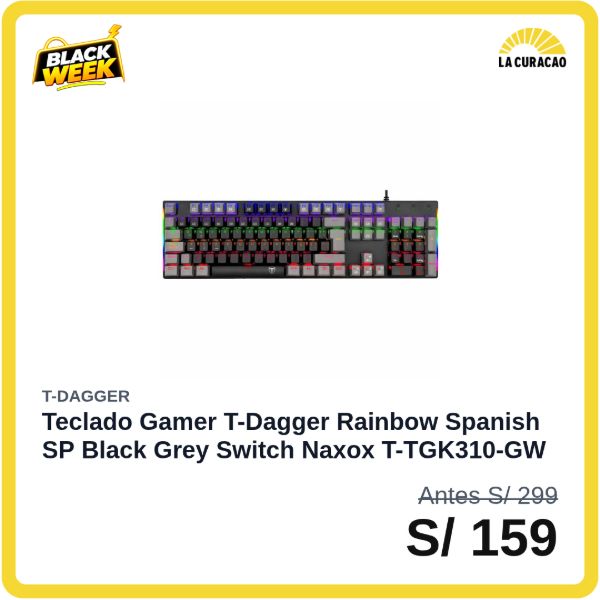 BLACK
WEEK
LA CURACAO
T-DAGGER
Teclado Gamer T-Dagger Rainbow Spanish
SP Black Grey Switch Naxox T-TGK310-GW
Antes S/ 299
S/ 159